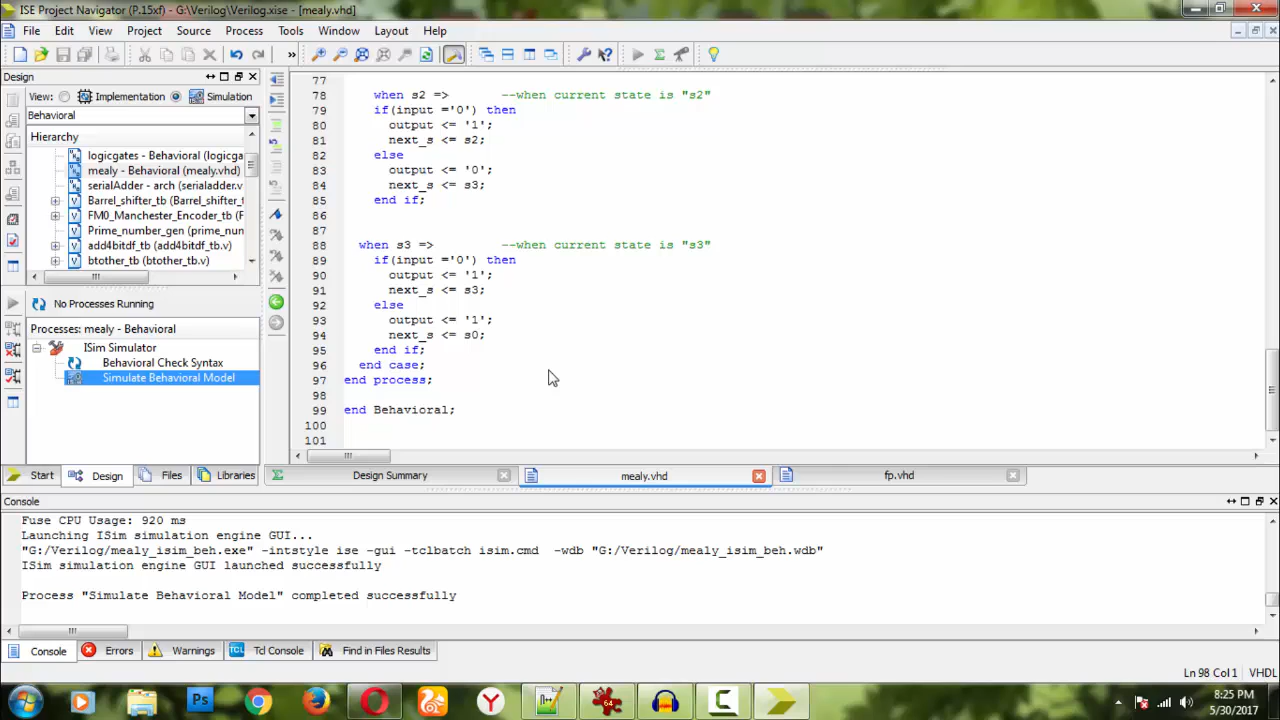 ISE Project Navigator (P.15xf) - G:\Verilog\Verilog.xise - [mealy.vhd]
File Edit View Project Source Process Tools Window Layout Help
Design
View: Implementation Simulation
Behavioral
Hierarchy
logicgates - Behavioral (logicga
mealy - Behavioral (mealy.vhd)
serialAdder - arch (serialadder.v
Barrel_shifter_tb (Barrel_shifter_t
FM0_Manchester_Encoder_tb (F
Prime_number_gen (prime_num
add4bitdf_tb (add4bitdf_tb.v)
btother_tb (btother_tb.v)
No Processes Running
Processes: mealy - Behavioral
ISim Simulator
Behavioral Check Syntax
Simulate Behavioral Model
Start Design Files Libraries
77
78 when s2 => --when current state is "s2"
79 if(input ='0') then
80 output <= '1';
81 next_s <= s2;
82 else
83 output <= '0';
84 next_s <= s3;
85 end if;
86
87
88 when s3 => --when current state is "s3"
89 if(input ='0') then
90 output <= '1';
91 next_s <= s3;
92 else
93 output <= '1';
94 next_s <= s0;
95 end if;
96 end case;
97 end process;
98
99 end Behavioral;
100
101
Design Summary mealy.vhd fp.vhd
Console
Fuse CPU Usage: 920 ms
Launching ISim simulation engine GUI...
"G:/Verilog/mealy_isim_beh.exe" -intstyle ise -gui -tclbatch isim.cmd -wdb "G:/Verilog/mealy_isim_beh.wdb"
ISim simulation engine GUI launched successfully
Process "Simulate Behavioral Model" completed successfully
Console Errors Warnings Tcl Console Find in Files Results
Ln 98 Col 1 VHDL
Ps
64
8:25 PM
5/30/2017